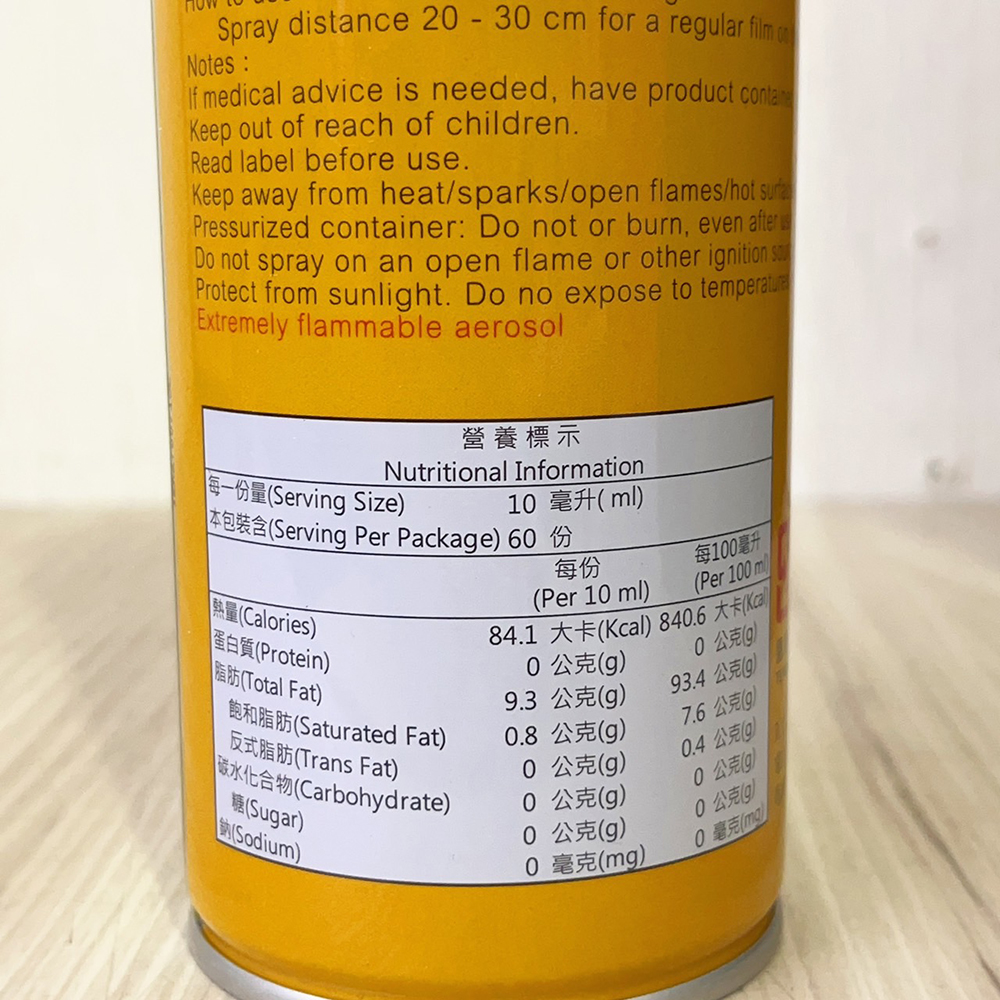 How to use
Spray distance 20 - 30 cm for a regular film on
Notes :
If medical advice is needed, have product container
Keep out of reach of children.
Read label before use.
Keep away from heat/sparks/open flames/hot surfac
Pressurized container: Do not or burn, even after us
Do not spray on an open flame or other ignition sou
Protect from sunlight. Do no expose to temperatures
Extremely flammable aerosol
營養標示
Nutritional Information
每一份量(Serving Size) 10 毫升( ml)
本包裝含(Serving Per Package) 60 份
每份 每100毫升
(Per 10 ml) (Per 100 ml)
熱量(Calories) 84.1 大卡(Kcal) 840.6 大卡(Kcal)
蛋白質(Protein) 0 公克(g) 0 公克(g)
脂肪(Total Fat) 9.3 公克(g) 93.4 公克(g)
飽和脂肪(Saturated Fat) 0.8 公克(g) 7.6 公克(g)
反式脂肪(Trans Fat) 0 公克(g) 0.4 公克(g)
碳水化合物(Carbohydrate) 0 公克(g) 0 公克(g)
糖(Sugar) 0 公克(g) 0 公克(g)
鈉(Sodium) 0 毫克(mg) 0 毫克(mg)